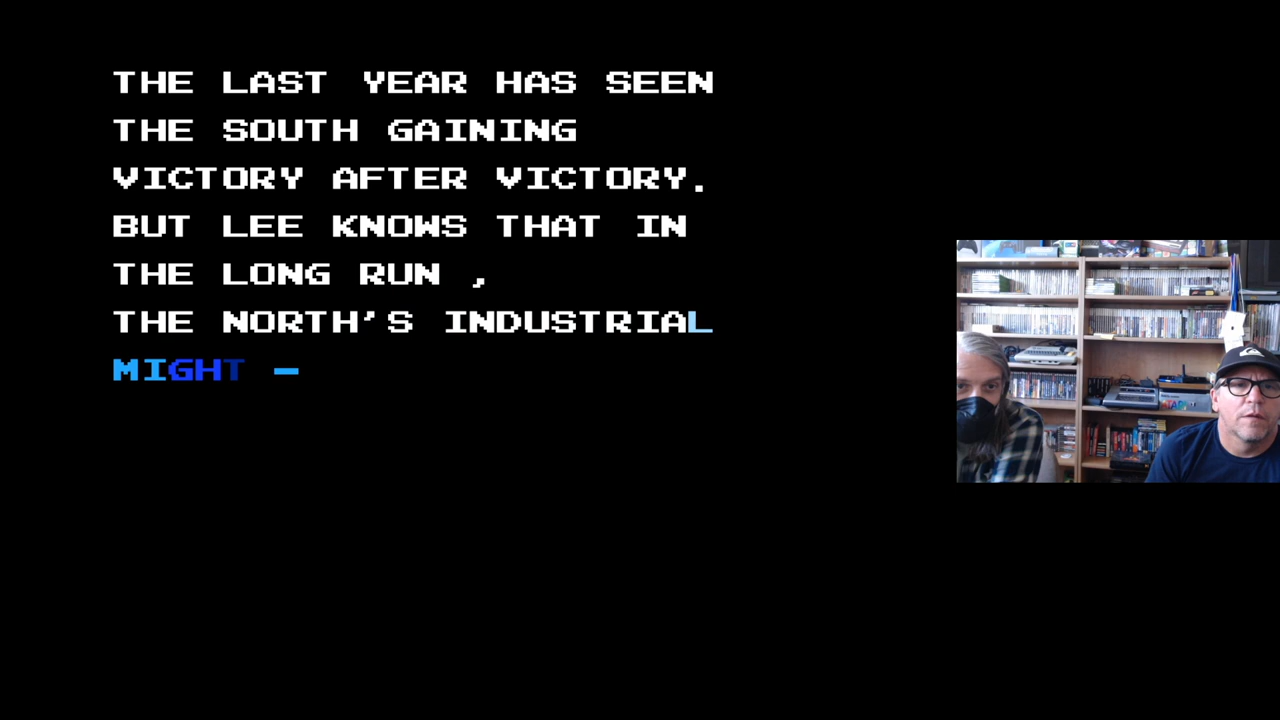 THE LAST YEAR HAS SEEN
THE SOUTH GAINING
VICTORY AFTER VICTORY.
BUT LEE KNOWS THAT IN
THE LONG RUN ,
THE NORTH'S INDUSTRIAL
MIGHT –